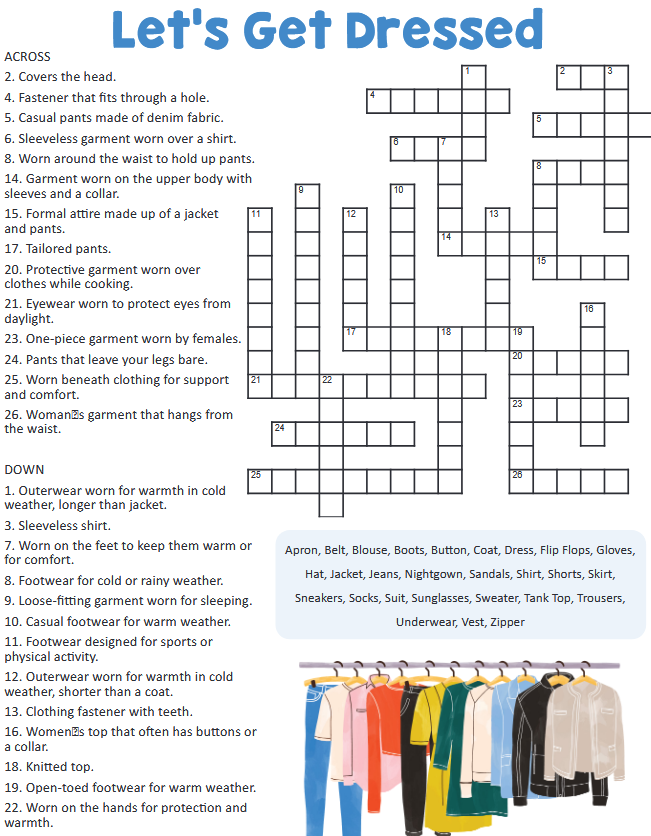 Let's Get Dressed
ACROSS
2. Covers the head.
4. Fastener that fits through a hole.
5. Casual pants made of denim fabric.
6. Sleeveless garment worn over a shirt.
8. Worn around the waist to hold up pants.
14. Garment worn on the upper body with
sleeves and a collar.
15. Formal attire made up of a jacket
and pants.
17. Tailored pants.
20. Protective garment worn over
clothes while cooking.
21. Eyewear worn to protect eyes from
daylight.
23. One-piece garment worn by females.
24. Pants that leave your legs bare.
25. Worn beneath clothing for support
and comfort.
26. Woman▯s garment that hangs from
the waist.
DOWN
1. Outerwear worn for warmth in cold
weather, longer than jacket.
3. Sleeveless shirt.
7. Worn on the feet to keep them warm or
for comfort.
8. Footwear for cold or rainy weather.
9. Loose-fitting garment worn for sleeping.
10. Casual footwear for warm weather.
11. Footwear designed for sports or
physical activity.
12. Outerwear worn for warmth in cold
weather, shorter than a coat.
13. Clothing fastener with teeth.
16. Women▯s top that often has buttons or
a collar.
18. Knitted top.
19. Open-toed footwear for warm weather.
22. Worn on the hands for protection and
warmth.
1
2
3
4
5
6
7
8
9
10
11
12
13
14
15
16
17
18
19
20
21
22
23
24
25
26
Apron, Belt, Blouse, Boots, Button, Coat, Dress, Flip Flops, Gloves,
Hat, Jacket, Jeans, Nightgown, Sandals, Shirt, Shorts, Skirt,
Sneakers, Socks, Suit, Sunglasses, Sweater, Tank Top, Trousers,
Underwear, Vest, Zipper